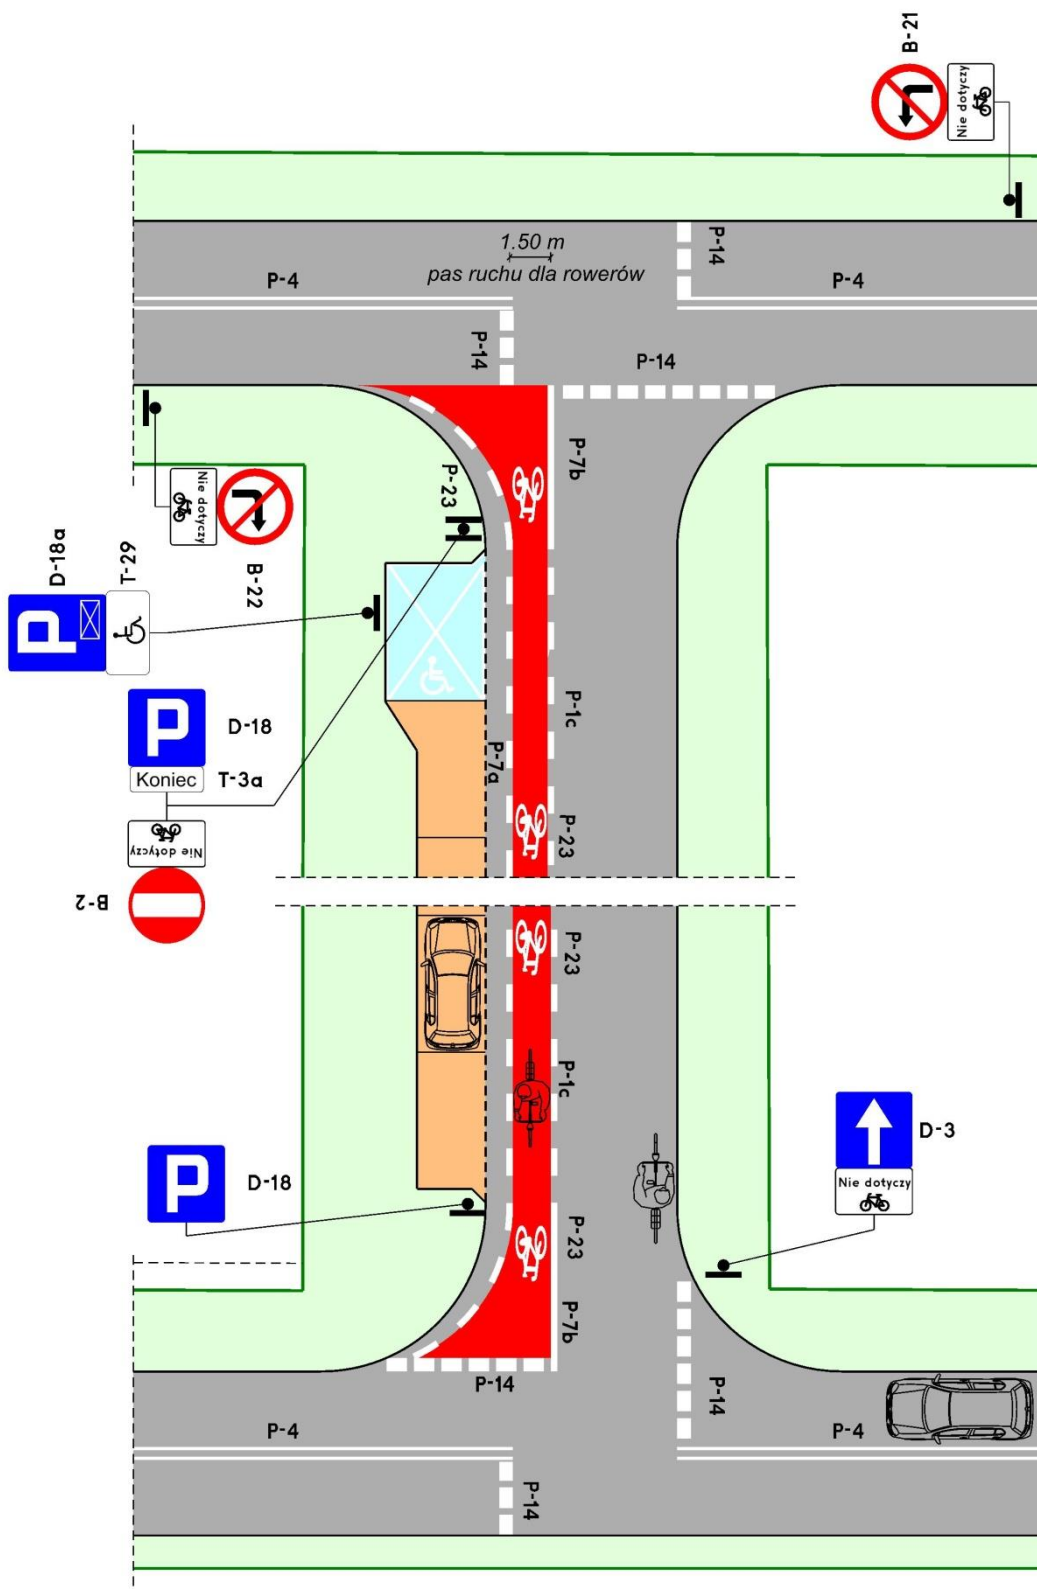 B-21
Nie dotyczy
P-14
1.50 m
pas ruchu dla rowerów
P-4
P-4
P-14
P-14
P-7b
P-23
Nie dotyczy
B-22
D-18a
T-29
P
P-1c
P-7a
P
D-18
Koniec
T-3a
Nie dotyczy
B-2
P-23
P-23
P-1c
D-3
Nie dotyczy
P
D-18
P-23
P-7b
P-14
P-14
P-4
P-4
P-14